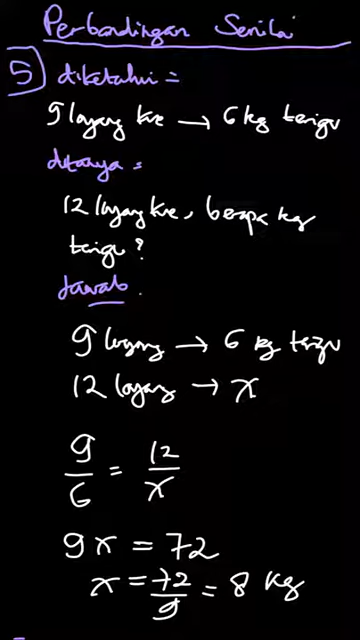 Perbandingan Senilai
5) diketahui =
9 loyang kue → 6 kg terigu
ditanya =
12 loyang kue, berapa kg
terigu?
Jawab.
9 loyang → 6 kg terigu
12 loyang → x
9/6 = 12/x
9x = 72
x = 72/9 = 8 kg